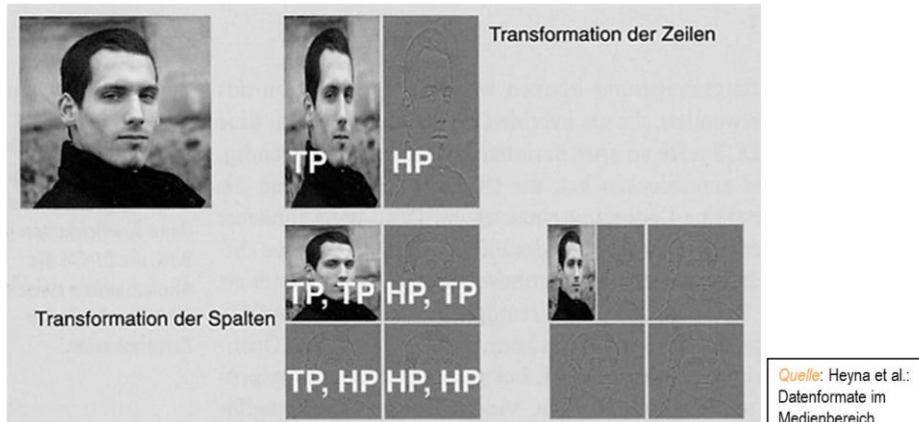 Transformation der Zeilen
TP HP
TP, TP HP, TP
Transformation der Spalten
TP, HP HP, HP
Quelle: Heyna et al.:
Datenformate im
Medienbereich